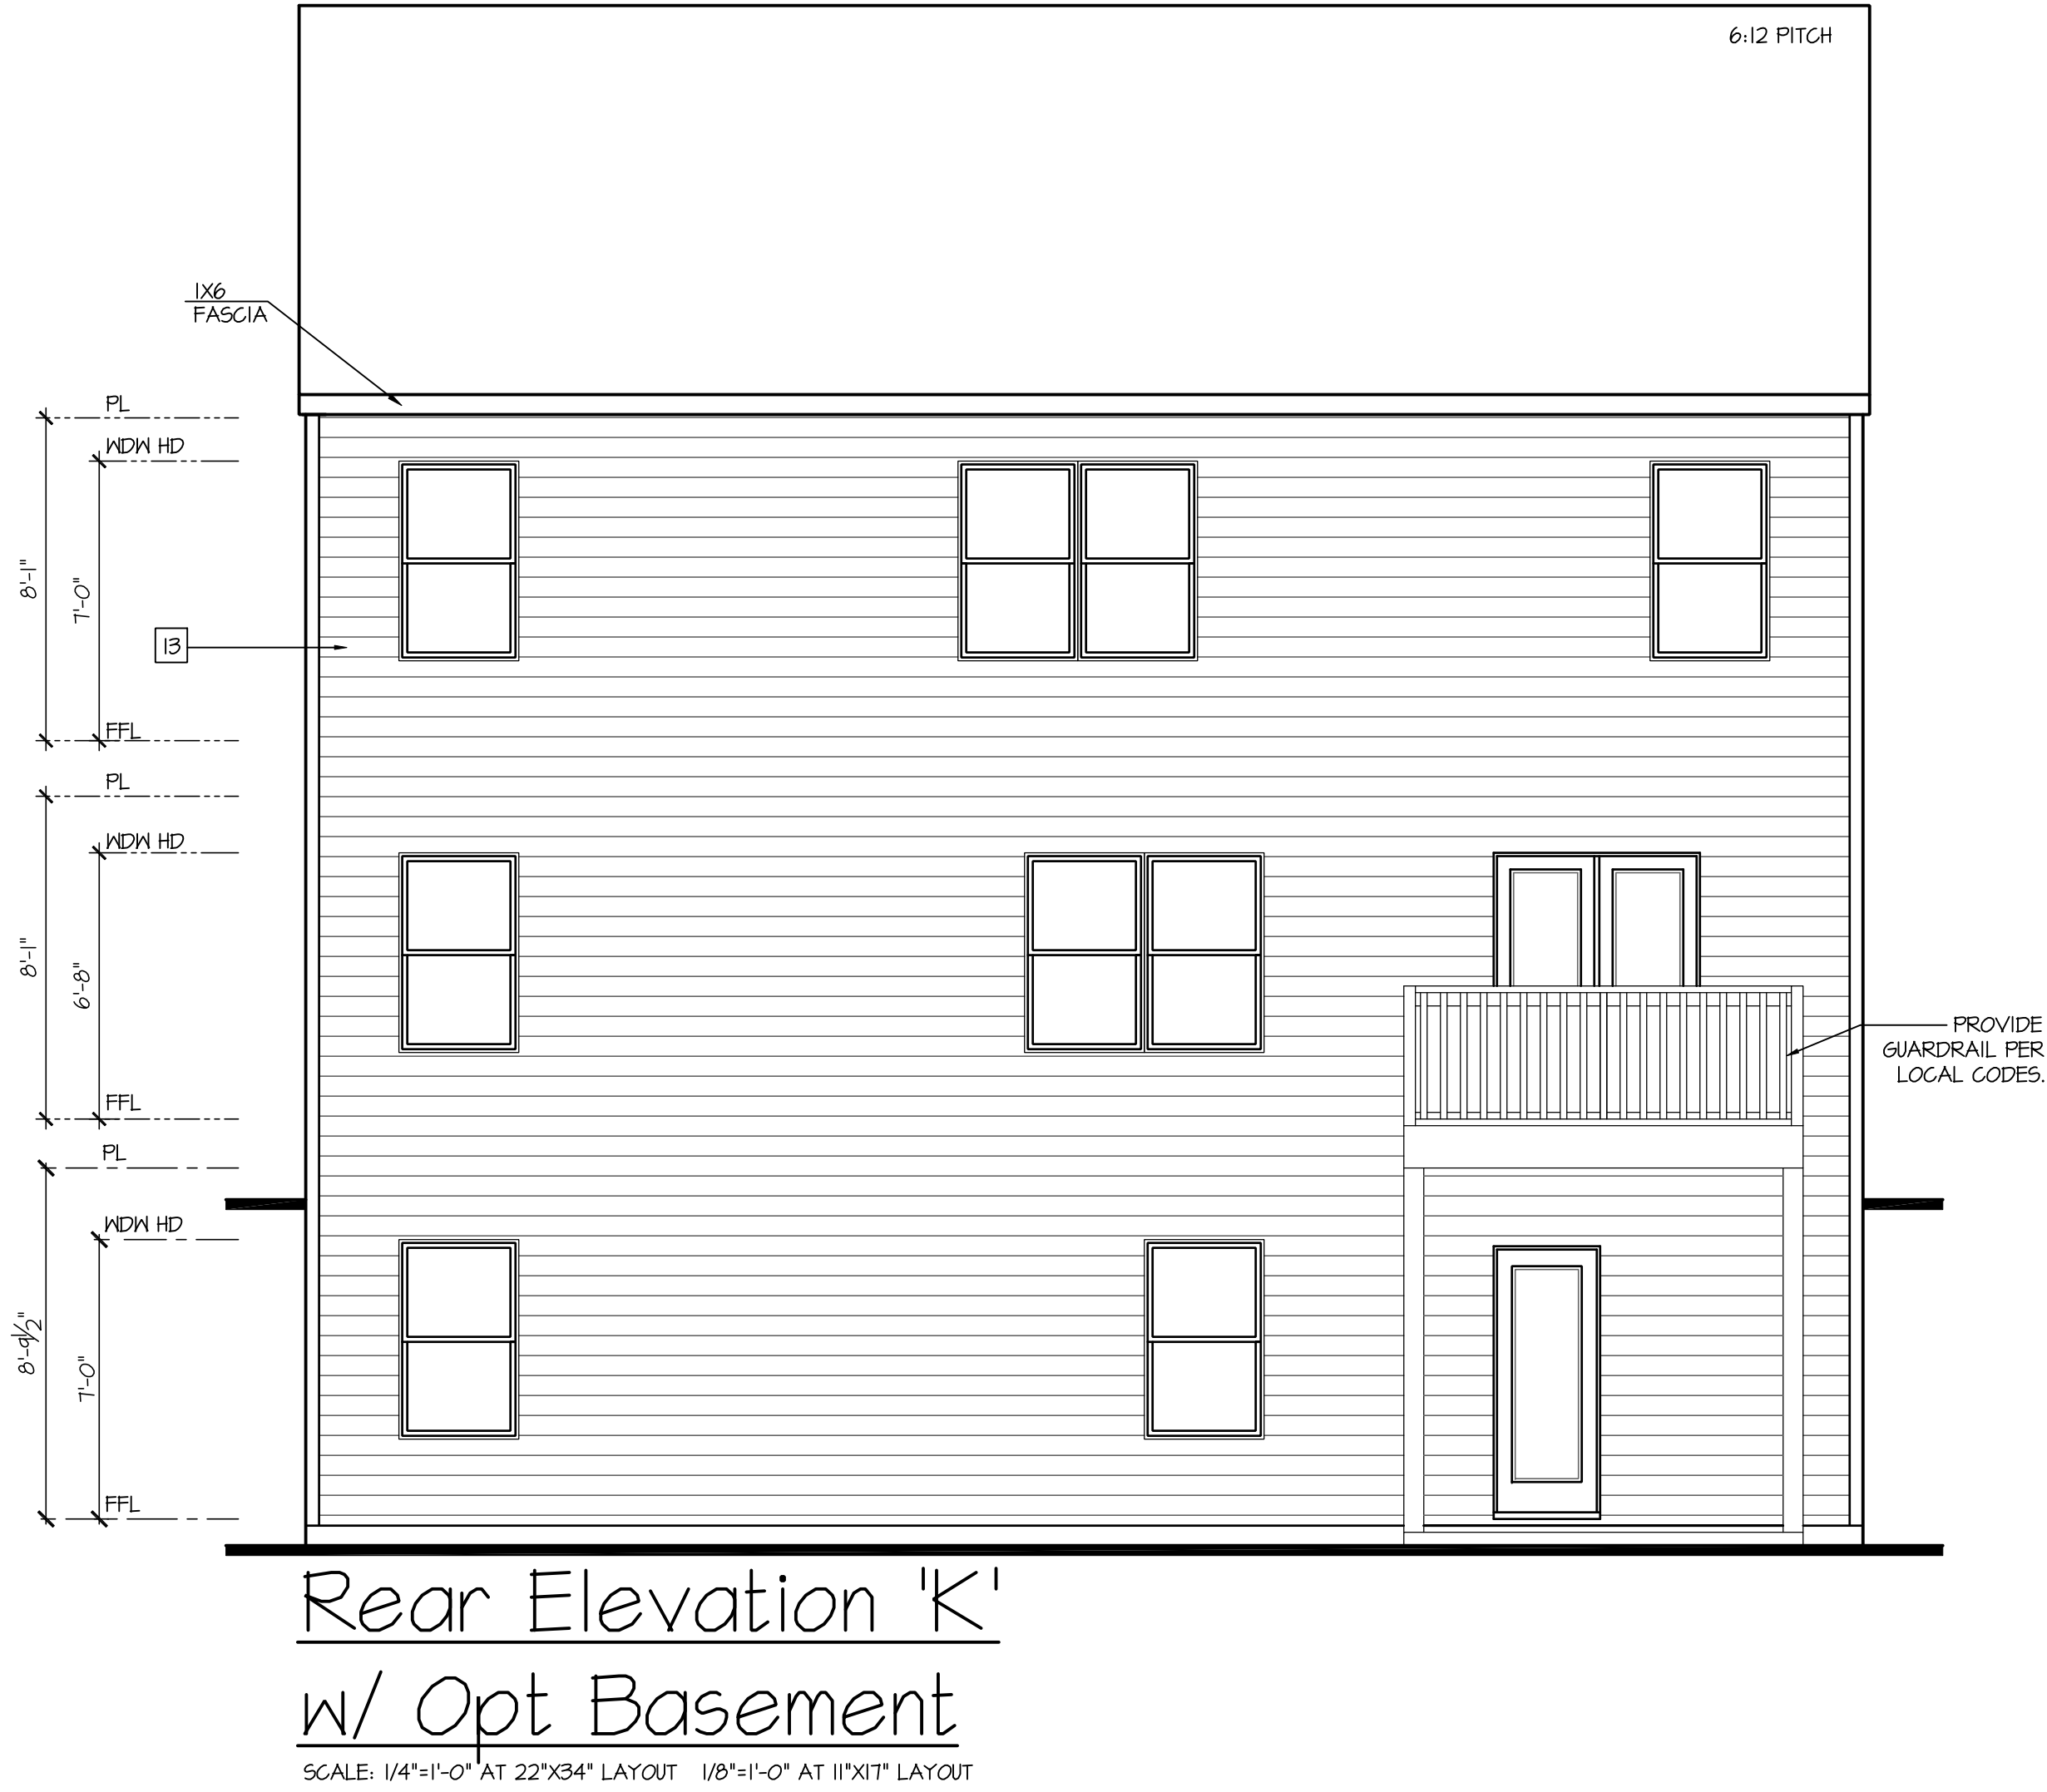 6:12 PITCH
1X6
FASCIA
PL
WDW HD
8'-1"
7'-0"
13
FFL
PL
WDW HD
8'-1"
6'-8"
PROVIDE
GUARDRAIL PER
LOCAL CODES.
FFL
PL
WDW HD
8'-9 1/2"
7'-0"
FFL
Rear Elevation 'K'
w/ Opt Basement
SCALE: 1/4"=1'-0" AT 22"X34" LAYOUT 1/8"=1'-0" AT 11"X17" LAYOUT